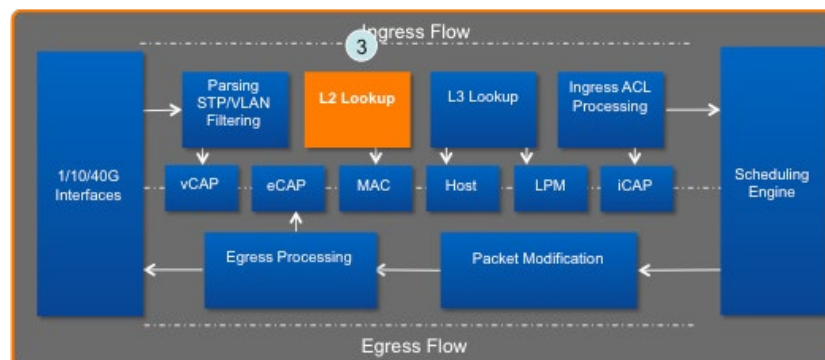 Ingress Flow
3
Parsing
STP/VLAN
Filtering
L2 Lookup
L3 Lookup
Ingress ACL
Processing
1/10/40G
Interfaces
vCAP
eCAP
MAC
Host
LPM
iCAP
Scheduling
Engine
Egress Processing
Packet Modification
Egress Flow